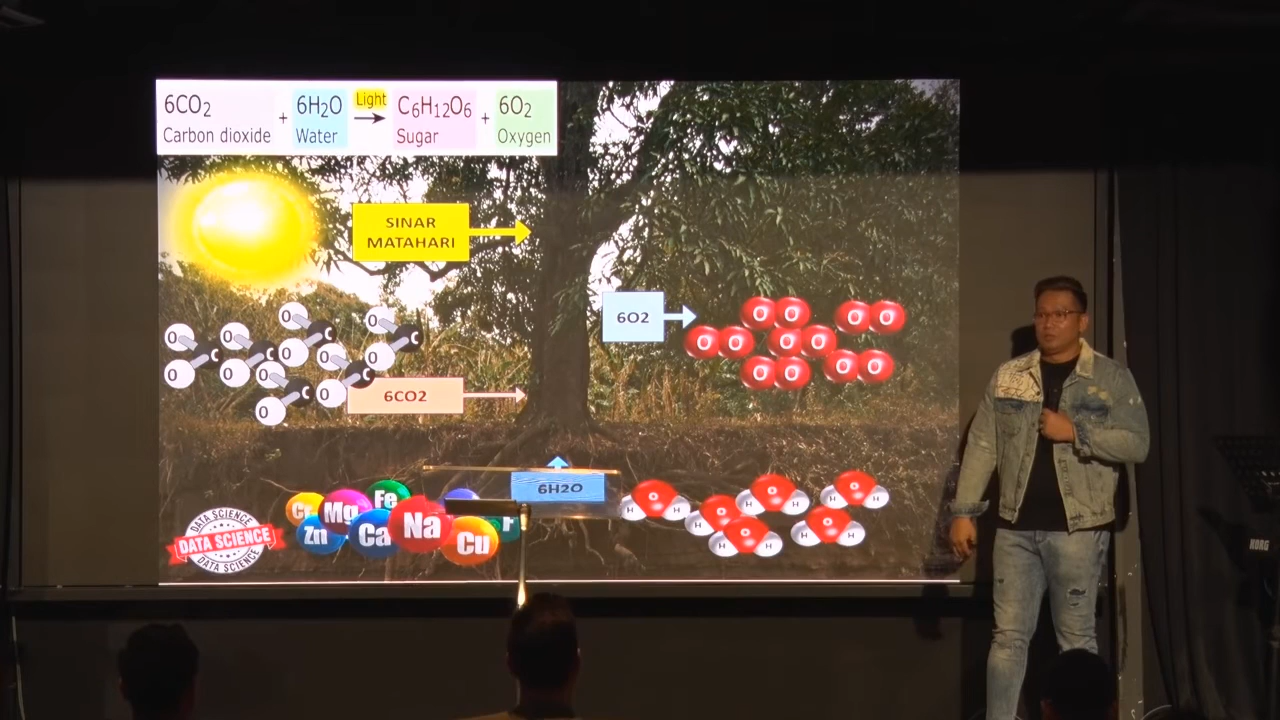 6CO2 + 6H2O Light → C6H12O6 + 6O2
Carbon dioxide Water Sugar Oxygen
SINAR
MATAHARI
6O2
O O O O
O O O O
O O O O
O O O C O C
O O O C O C
O C O C
6CO2
6H2O
H H H H H H
H H H H H H
Cr Mg Fe
Zn Ca Na Cu r
DATA SCIENCE
DATA SCIENCE
DATA SCIENCE
KORG